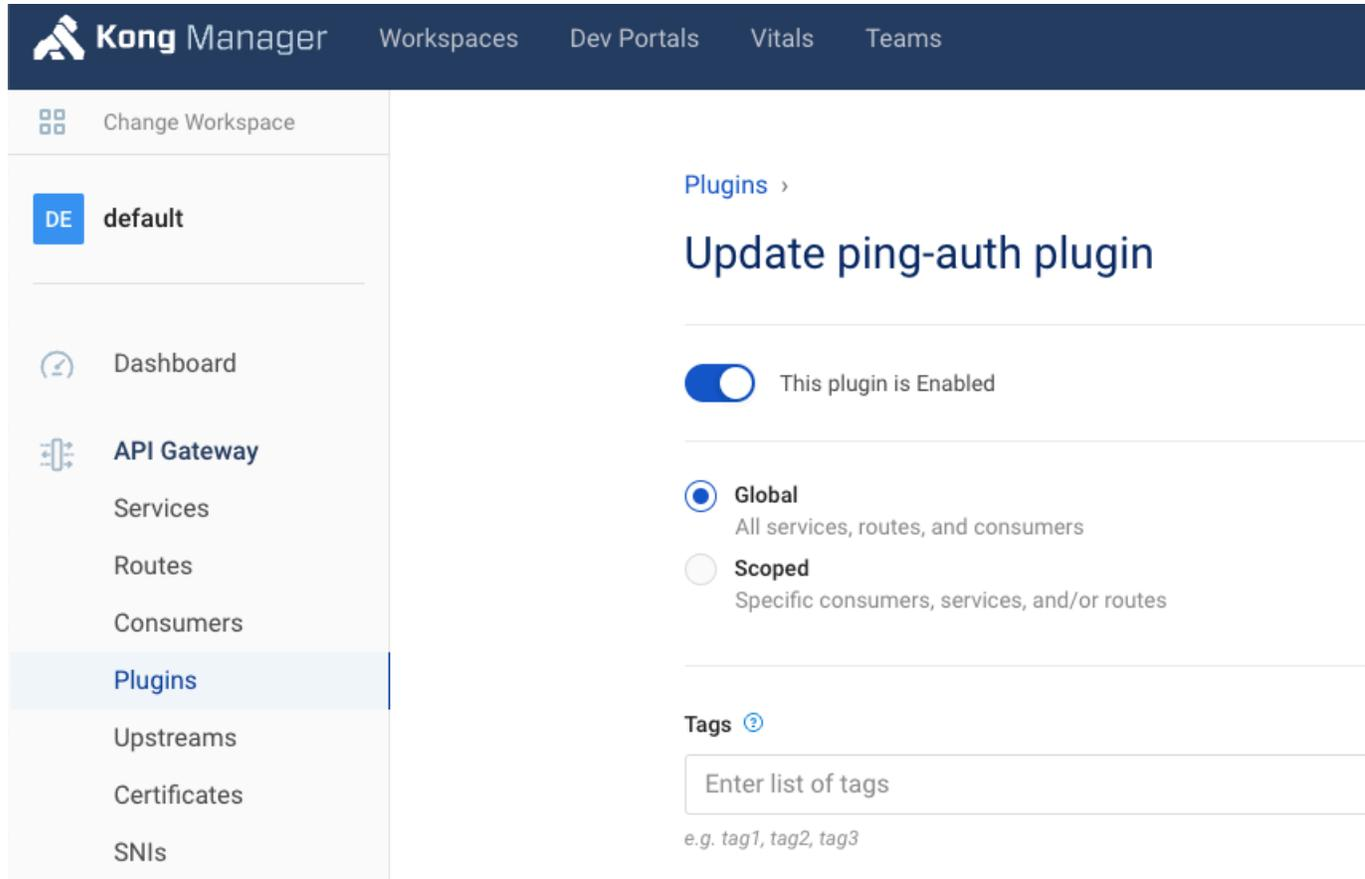 Kong Manager Workspaces Dev Portals Vitals Teams
Change Workspace
DE default
Dashboard
API Gateway
Services
Routes
Consumers
Plugins
Upstreams
Certificates
SNIs
Plugins ›
Update ping-auth plugin
This plugin is Enabled
Global
All services, routes, and consumers
Scoped
Specific consumers, services, and/or routes
Tags ?
Enter list of tags
e.g. tag1, tag2, tag3